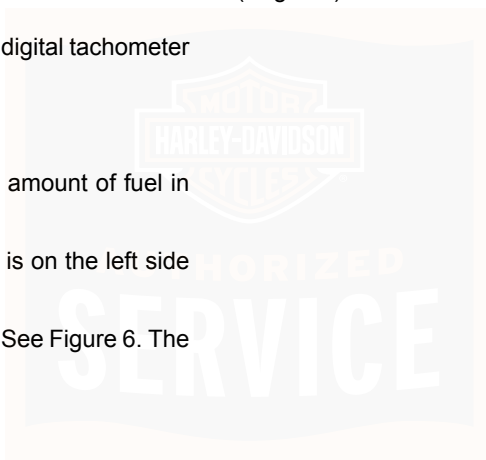 digital tachometer
MOTOR
HARLEY-DAVIDSON
CYCLES
amount of fuel in
is on the left side
AUTHORIZED
See Figure 6. The
SERVICE